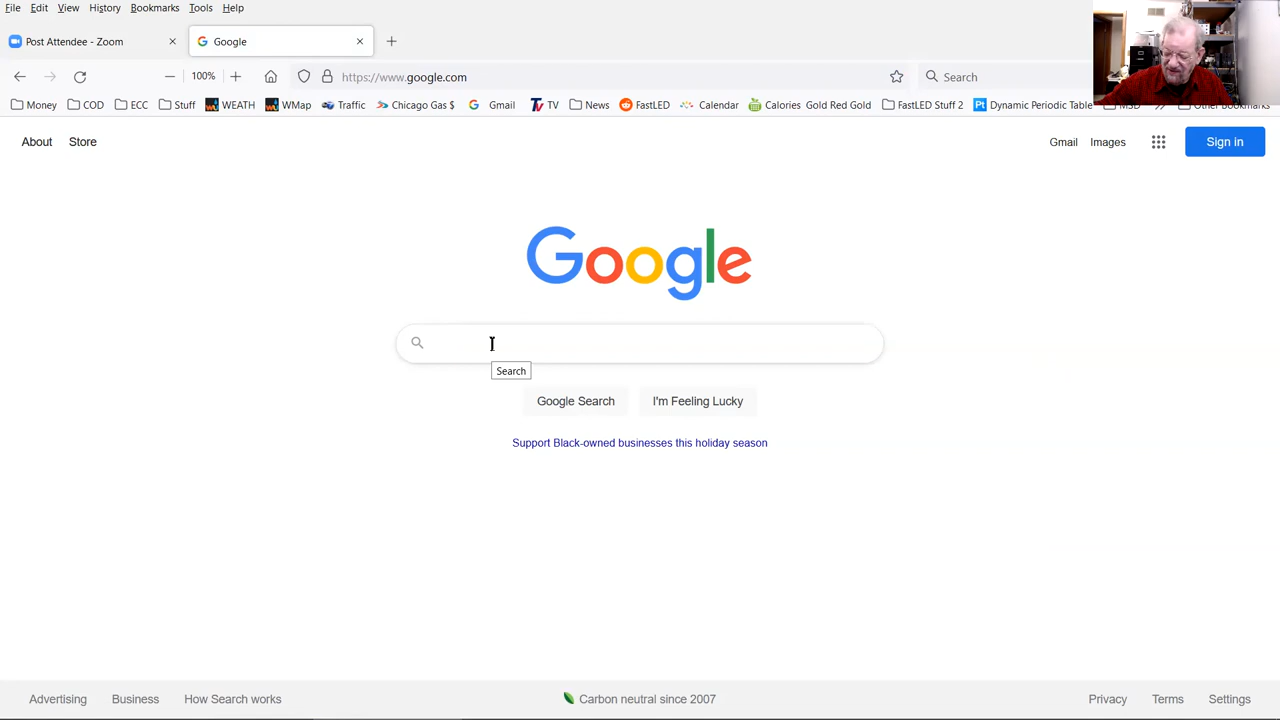 File Edit View History Bookmarks Tools Help
Post Attendee - Zoom Google
100% https://www.google.com Search
Money COD ECC Stuff WEATH WMap Traffic Chicago Gas $ Gmail TV News FastLED Calendar Calories Gold Red Gold FastLED Stuff 2 Dynamic Periodic Table MSD Other Bookmarks
About Store Gmail Images Sign in
Google
Search
Google Search I'm Feeling Lucky
Support Black-owned businesses this holiday season
Advertising Business How Search works Carbon neutral since 2007 Privacy Terms Settings